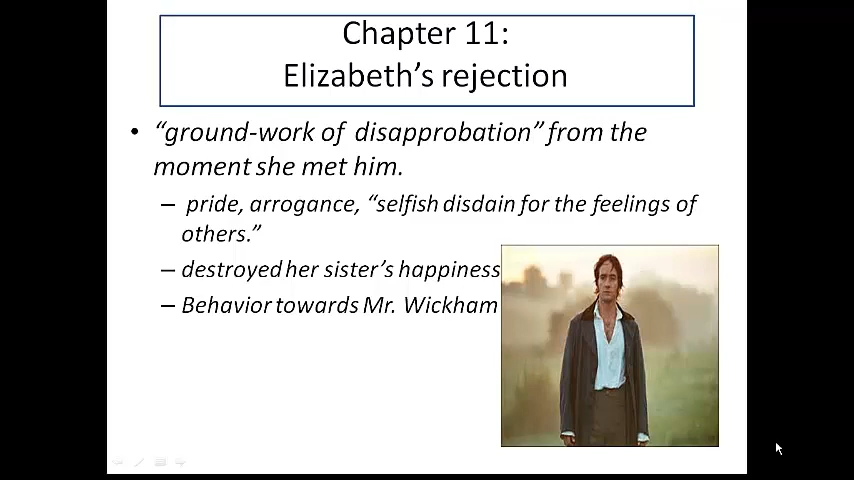 Chapter 11:
Elizabeth’s rejection
• “ground-work of disapprobation” from the
moment she met him.
– pride, arrogance, “selfish disdain for the feelings of
others.”
– destroyed her sister’s happiness
– Behavior towards Mr. Wickham